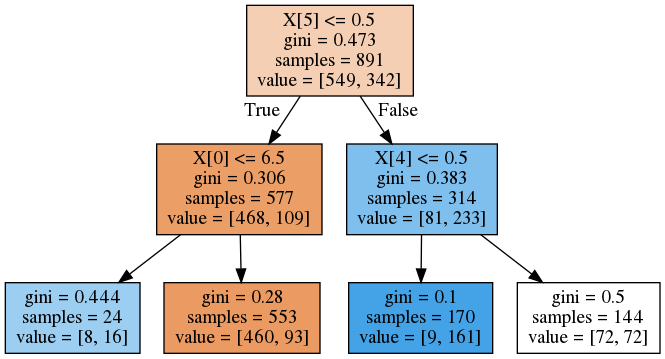 X[5] <= 0.5
gini = 0.473
samples = 891
value = [549, 342]
True
False
X[0] <= 6.5
gini = 0.306
samples = 577
value = [468, 109]
X[4] <= 0.5
gini = 0.383
samples = 314
value = [81, 233]
gini = 0.444
samples = 24
value = [8, 16]
gini = 0.28
samples = 553
value = [460, 93]
gini = 0.1
samples = 170
value = [9, 161]
gini = 0.5
samples = 144
value = [72, 72]